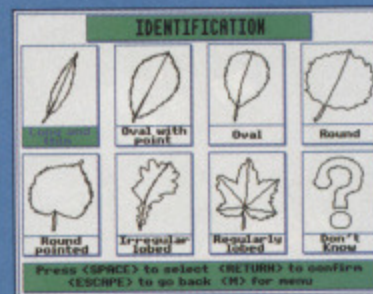 IDENTIFICATION
Long and
thin
Oval with
point
Oval
Round
Round
pointed
Irregular
lobed
Regularly
lobed
Don't
Know
Press <SPACE> to select <RETURN> to confirm
<ESCAPE> to go back <M> for menu